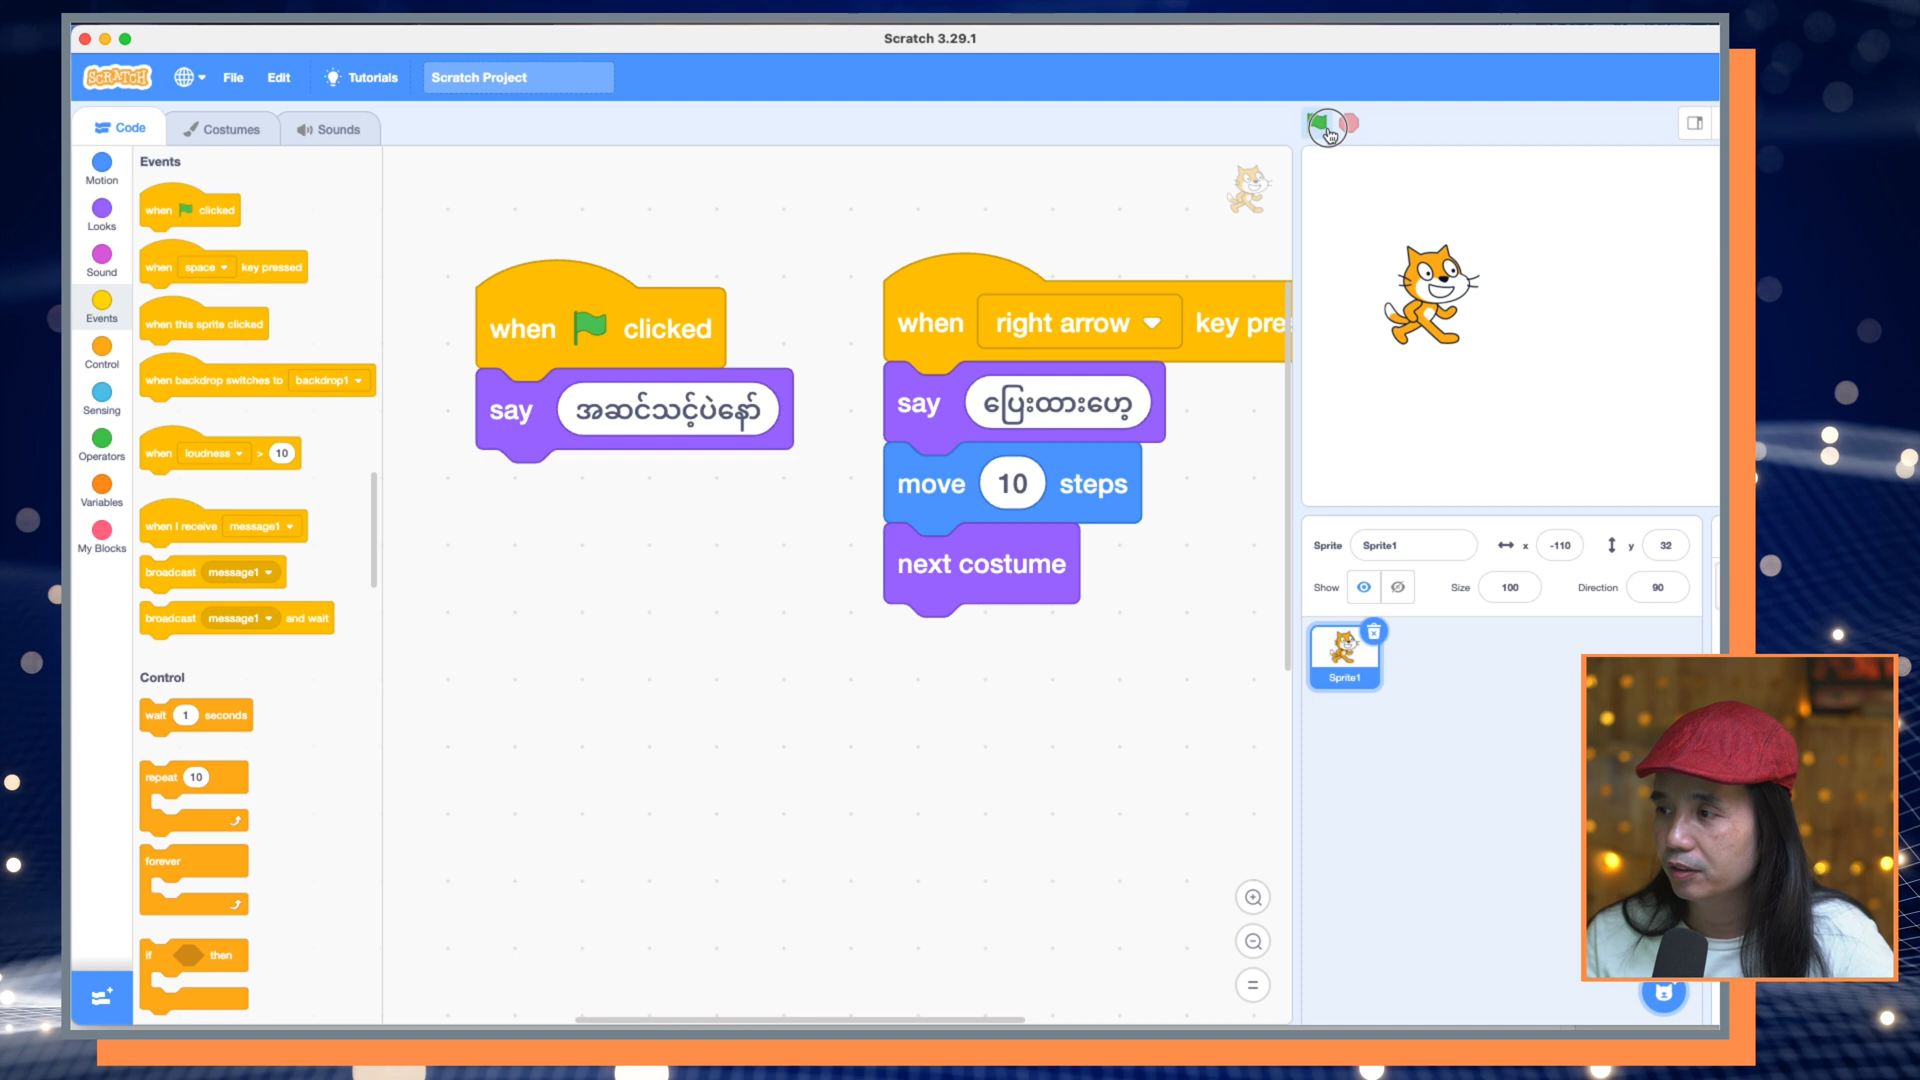 Scratch 3.29.1
SCRATCH File Edit Tutorials Scratch Project
Code Costumes Sounds
Motion
Looks
Sound
Events
Control
Sensing
Operators
Variables
My Blocks
Events
when clicked
when space key pressed
when this sprite clicked
when backdrop switches to backdrop1
when loudness > 10
when I receive message1
broadcast message1
broadcast message1 and wait
Control
wait 1 seconds
repeat 10
forever
if then
when clicked
say အဆင်သင့်ပဲနော်
when right arrow key pre
say ပြေးထားဟေ့
move 10 steps
next costume
Sprite Sprite1 x -110 y 32
Show Size 100 Direction 90
Sprite1